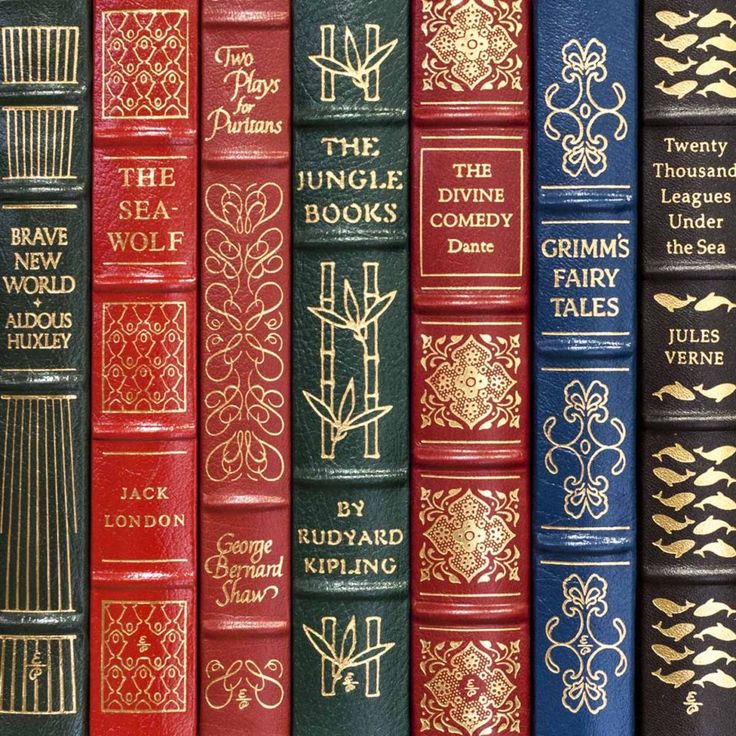 BRAVE
NEW
WORLD
ALDOUS
HUXLEY
THE
SEA-
WOLF
JACK
LONDON
Two
Plays
for
Puritans
George
Bernard
Shaw
THE
JUNGLE
BOOKS
BY
RUDYARD
KIPLING
THE
DIVINE
COMEDY
Dante
GRIMM'S
FAIRY
TALES
Twenty
Thousand
Leagues
Under
the Sea
JULES
VERNE